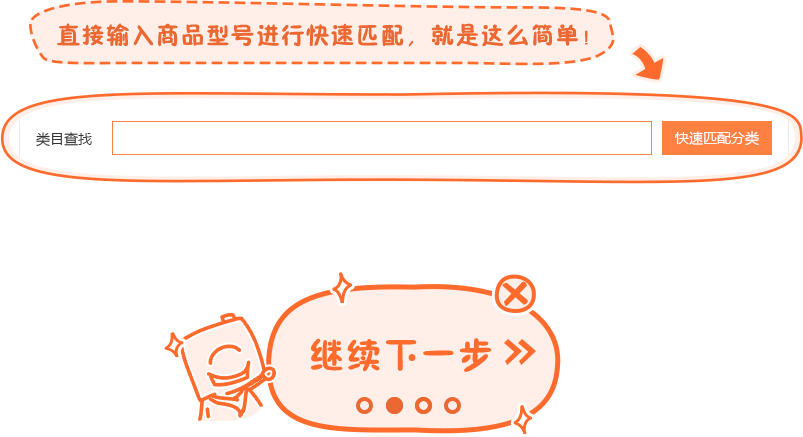 直接输入商品型号进行快速匹配，就是这么简单！
类目查找
快速匹配分类
继续下一步